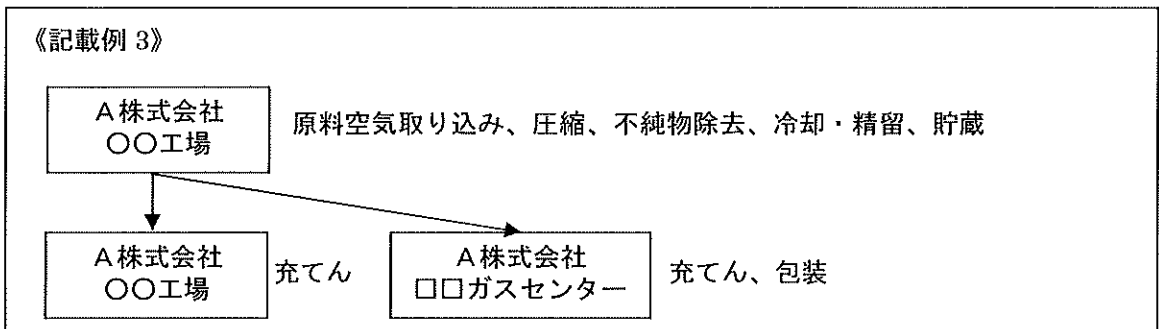 《記載例 3》
A株式会社
〇〇工場
原料空気取り込み、圧縮、不純物除去、冷却・精留、貯蔵
A株式会社
〇〇工場
充てん
A株式会社
□□ガスセンター
充てん、包装